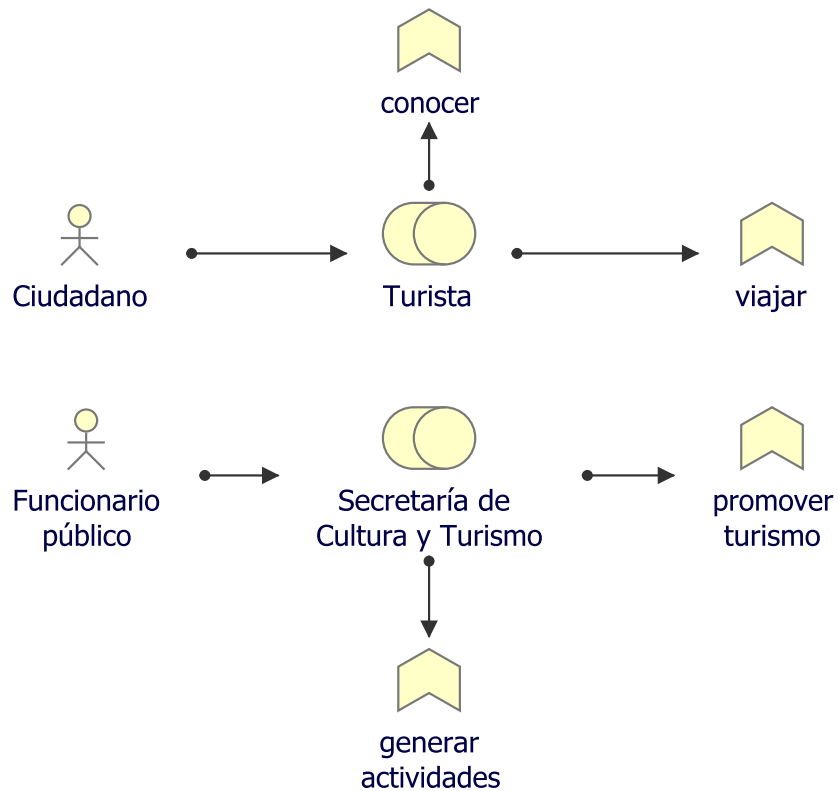 conocer
Ciudadano
Turista
viajar
Funcionario
público
Secretaría de
Cultura y Turismo
promover
turismo
generar
actividades